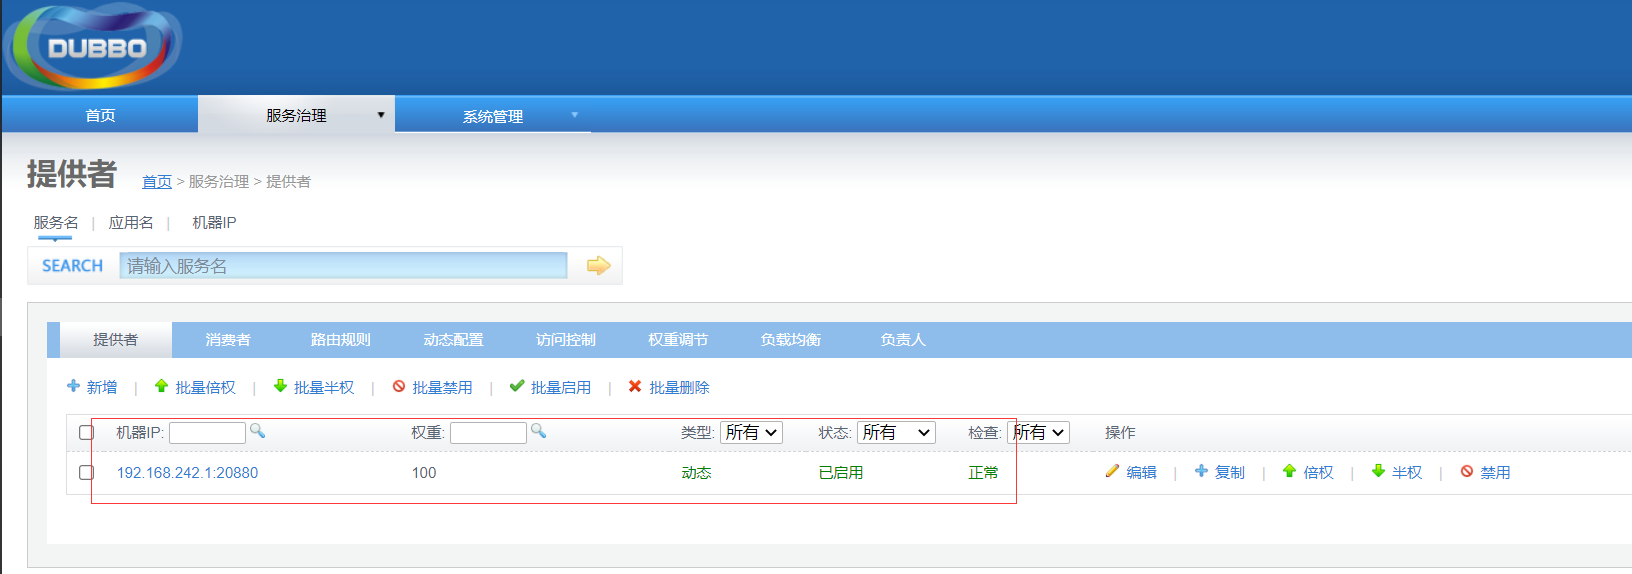 DUBBO
首页 服务治理 系统管理
提供者 首页 > 服务治理 > 提供者
服务名 | 应用名 | 机器IP
SEARCH 请输入服务名
提供者 消费者 路由规则 动态配置 访问控制 权重调节 负载均衡 负责人
新增 | 批量倍权 | 批量半权 | 批量禁用 | 批量启用 | 批量删除
机器IP: 权重: 类型: 所有 状态: 所有 检查: 所有 操作
192.168.242.1:20880 100 动态 已启用 正常 编辑 | 复制 | 倍权 | 半权 | 禁用